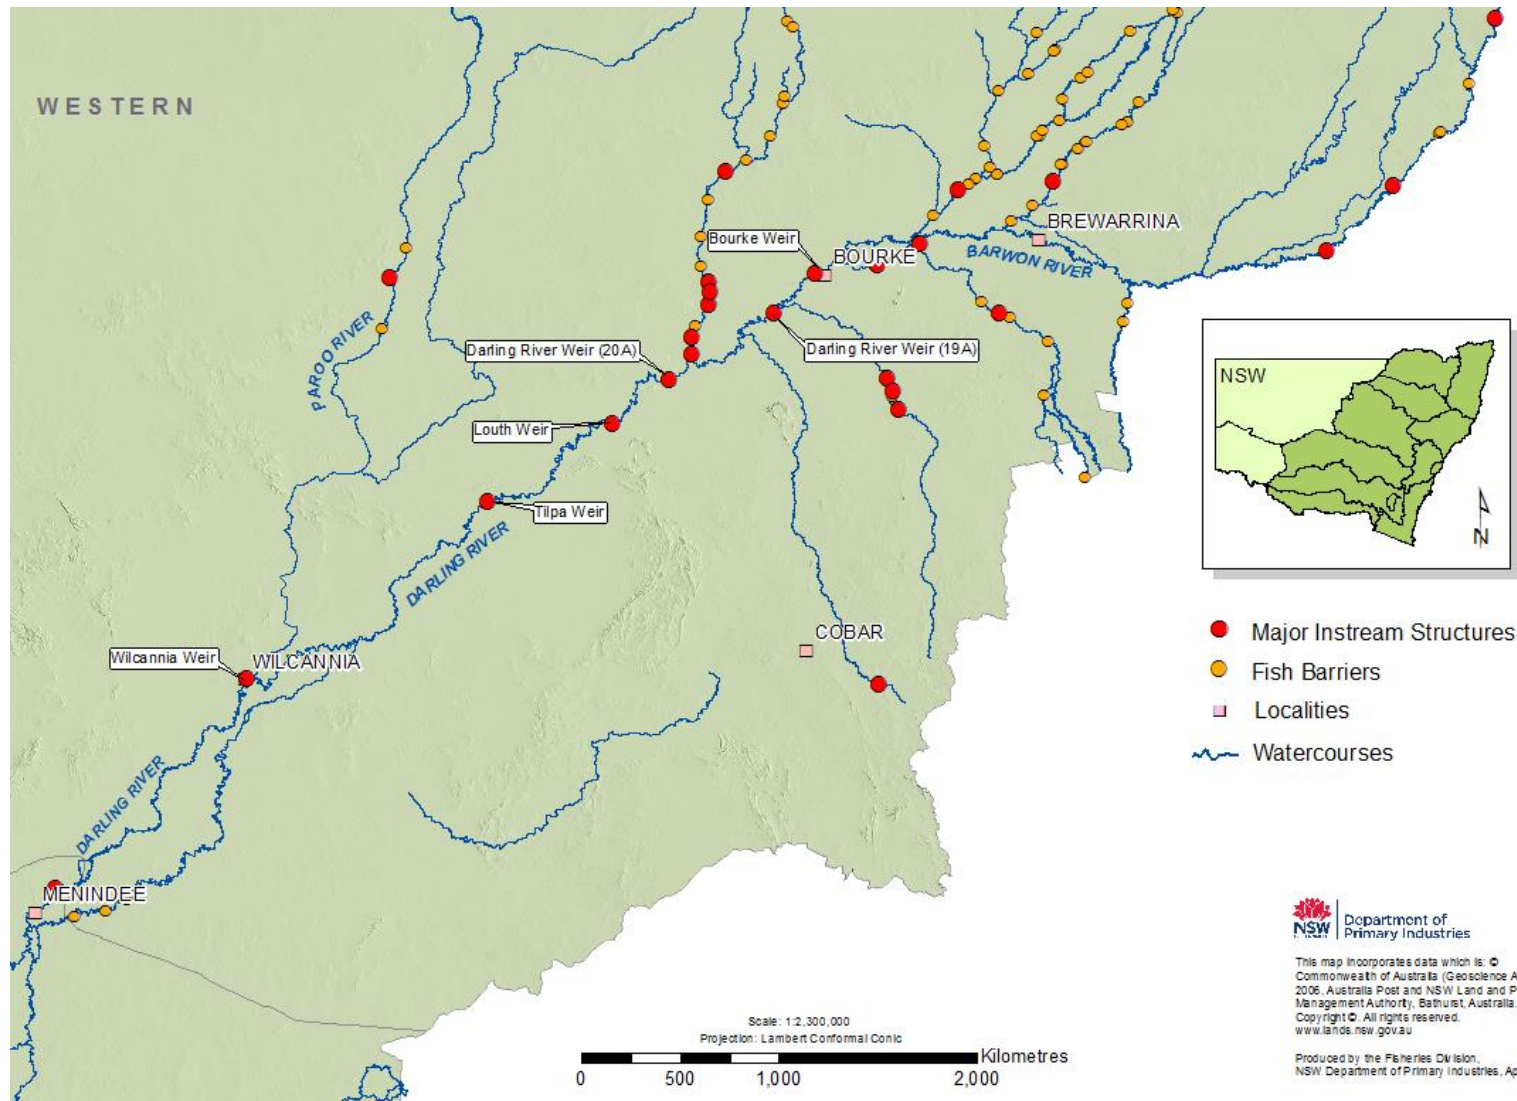 WESTERN
BREWARRINA
Bourke Weir
BOURKE
BARWON RIVER
PAROO RIVER
Darling River Weir (20A)
Darling River Weir (19A)
NSW
Louth Weir
Tilpa Weir
N
DARLING RIVER
COBAR
Major Instream Structures
Wilcannia Weir
WILCANNIA
Fish Barriers
Localities
Watercourses
DARLING RIVER
MENINDEE
NSW
Department of
Primary Industries
This map incorporates data which is: ©
Commonwealth of Australia (Geoscience A
2006, Australia Post and NSW Land and P
Management Authority, Bathurst, Australia.
Copyright ©. All rights reserved.
www.lands.nsw.gov.au
Scale: 1:2,300,000
Projection: Lambert Conformal Conic
Kilometres
0 500 1,000 2,000
Produced by the Fisheries Division,
NSW Department of Primary Industries, Ap